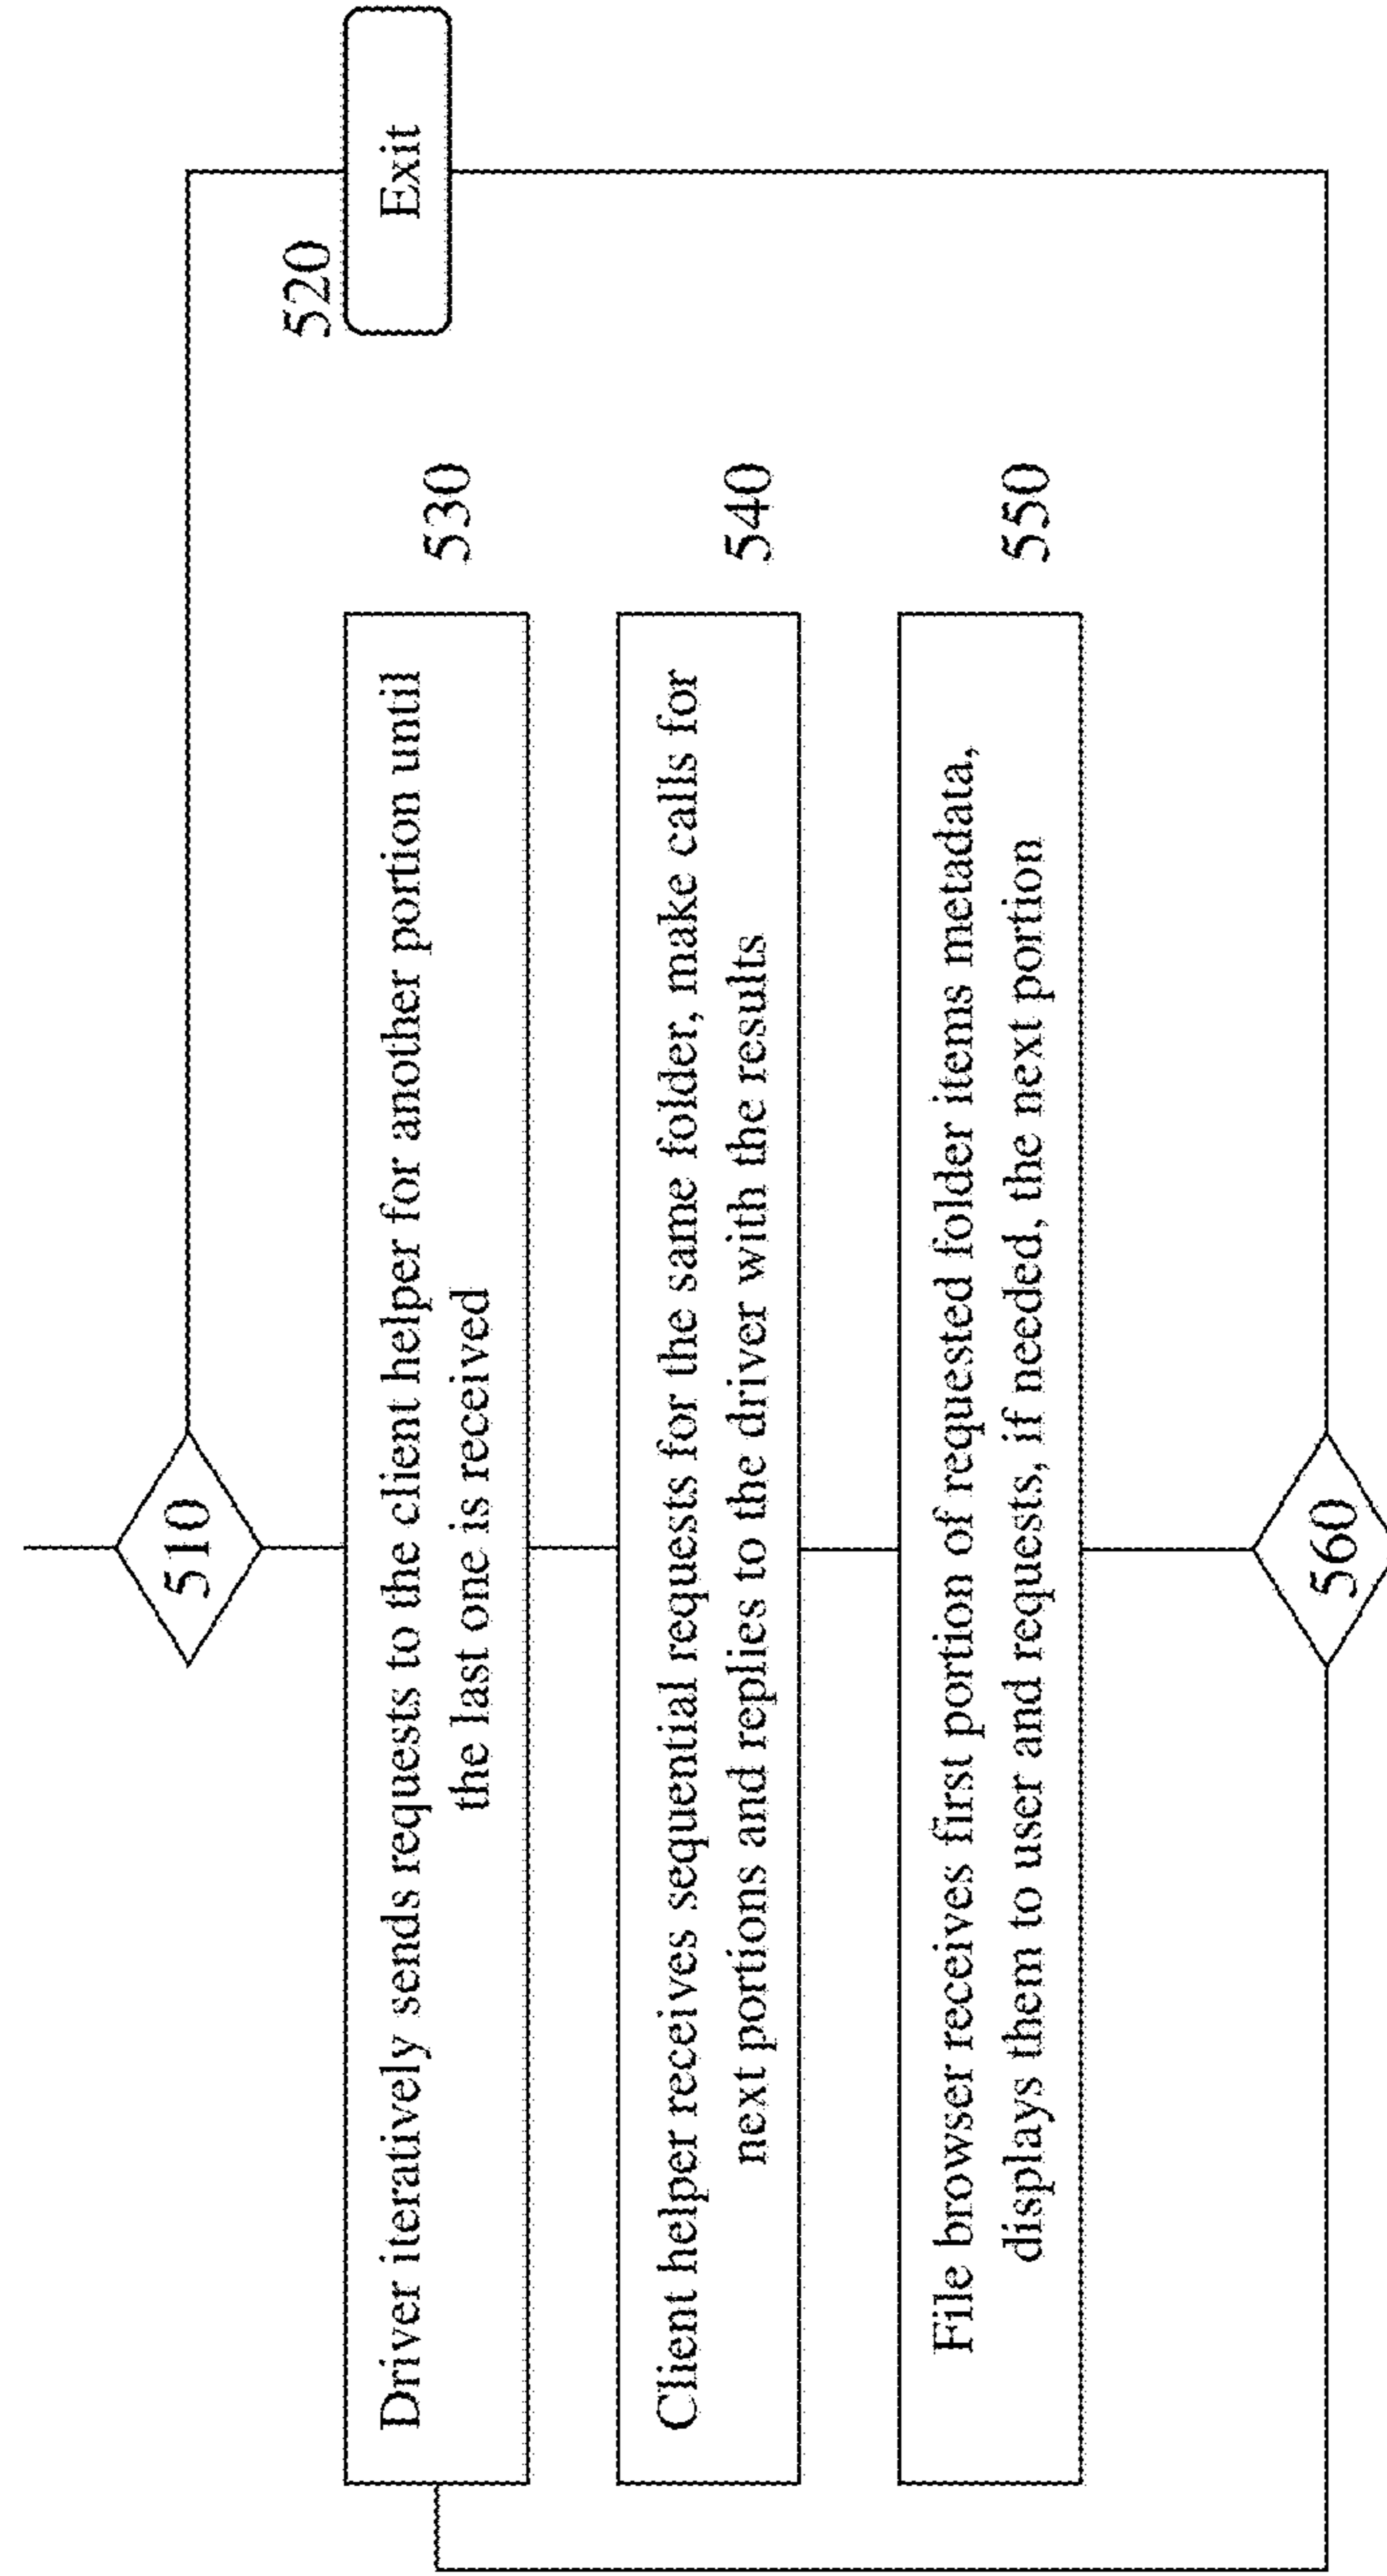 510
520
Exit
Driver iteratively sends requests to the client helper for another portion until
the last one is received
530
Client helper receives sequential requests for the same folder, make calls for
next portions and replies to the driver with the results
540
File browser receives first portion of requested folder items metadata,
displays them to user and requests, if needed, the next portion
550
560